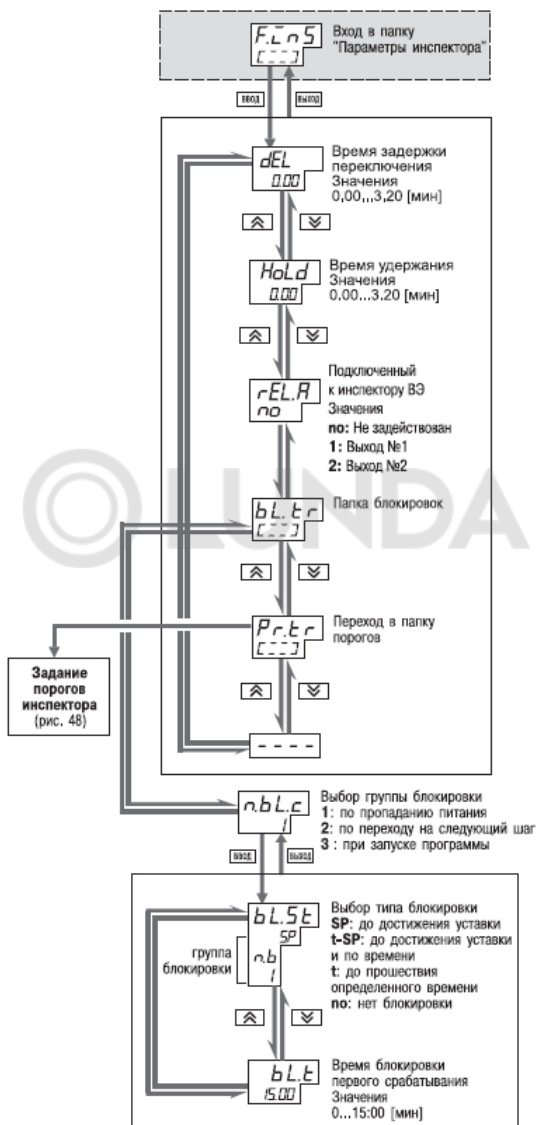 F.InS
[---]
Вход в папку
"Параметры инспектора"
ввод
выход
dEL
0.00
Время задержки
переключения
Значения
0,00...3,20 [мин]
HoLd
0.00
Время удержания
Значения
0.00...3.20 [мин]
rEL.A
no
Подключенный
к инспектору ВЭ
Значения
no: Не задействован
1: Выход №1
2: Выход №2
LUNDA
bL.tr
[---]
Папка блокировок
Pr.tr
[---]
Переход в папку
порогов
Задание
порогов
инспектора
(рис. 48)
----
n.bL.c
1
Выбор группы блокировки
1: по пропаданию питания
2: по переходу на следующий шаг
3 : при запуске программы
ввод
выход
bL.St
SP
n.b
1
группа
блокировки
Выбор типа блокировки
SP: до достижения уставки
t-SP: до достижения уставки
и по времени
t: до прошествия
определенного времени
no: нет блокировки
bL.t
15.00
Время блокировки
первого срабатывания
Значения
0...15:00 [мин]